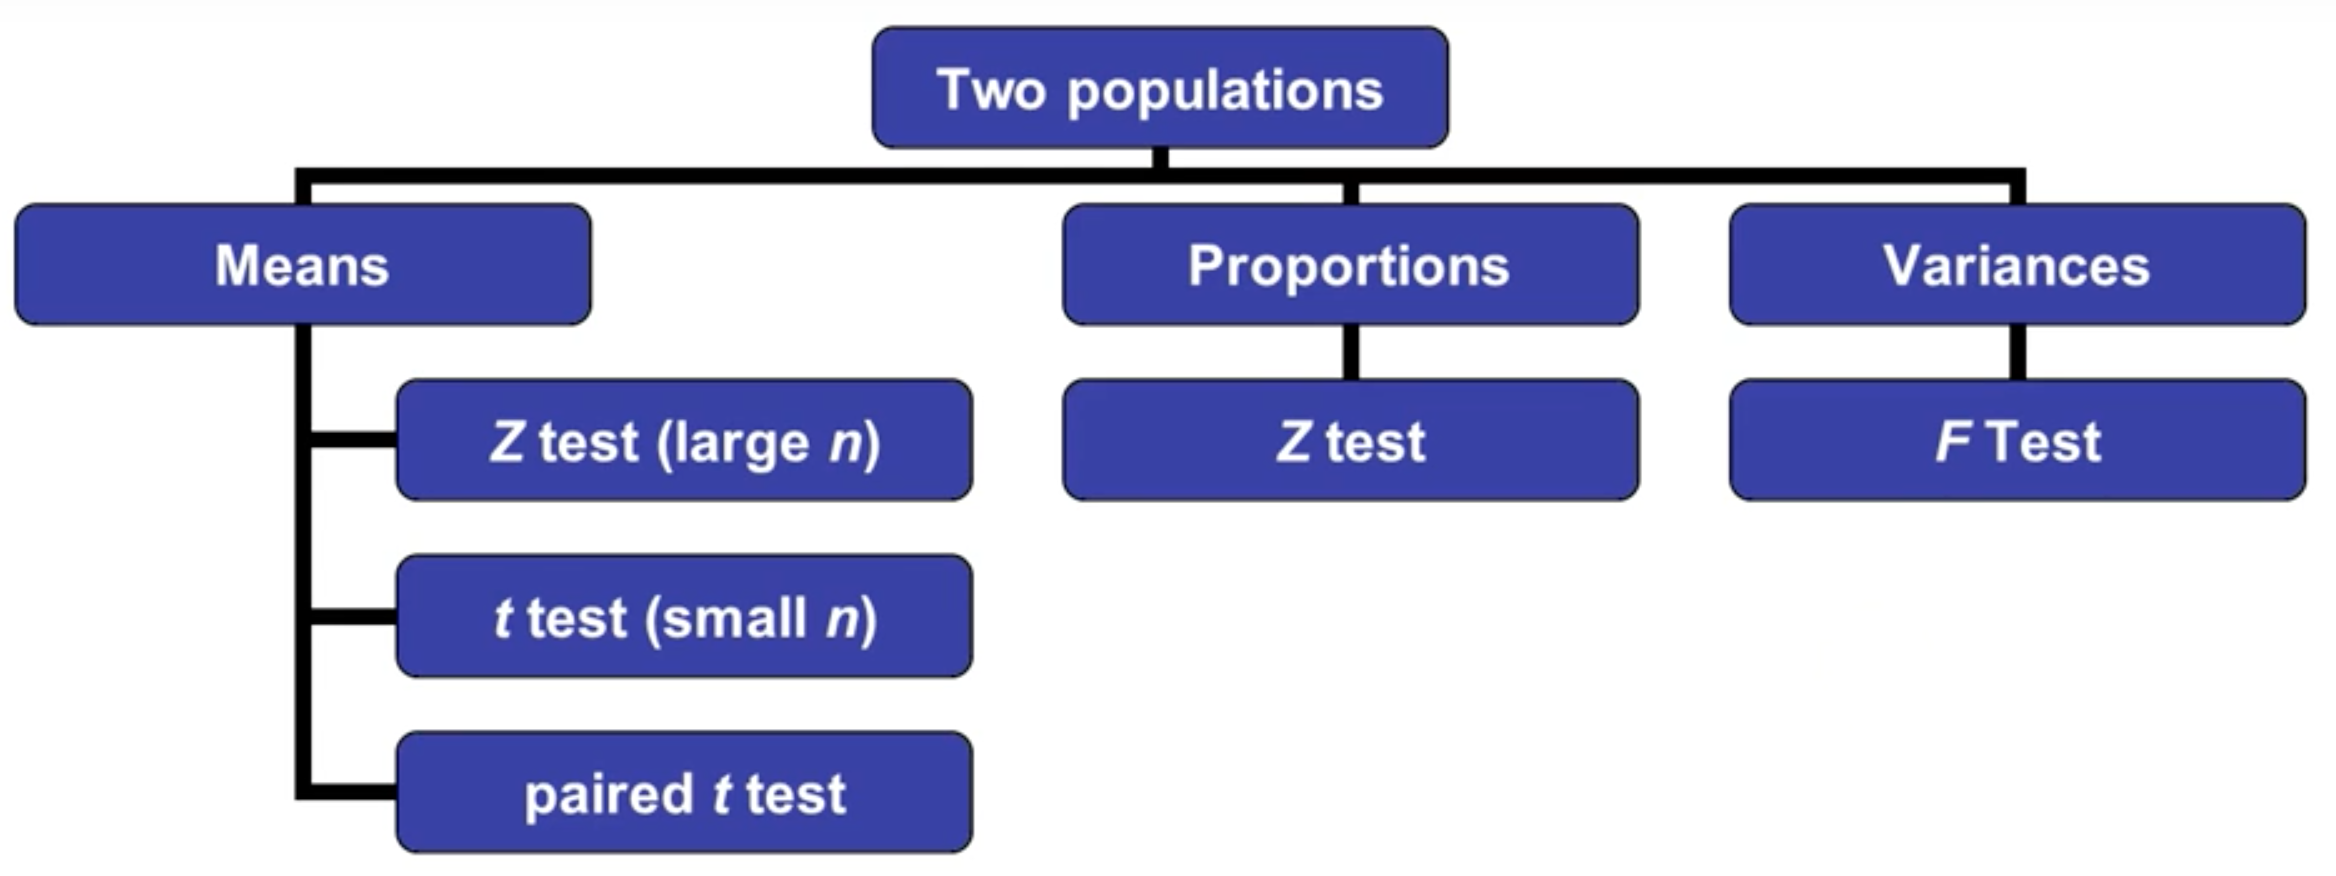 Two populations
Means
Proportions
Variances
Z test (large n)
Z test
F Test
t test (small n)
paired t test